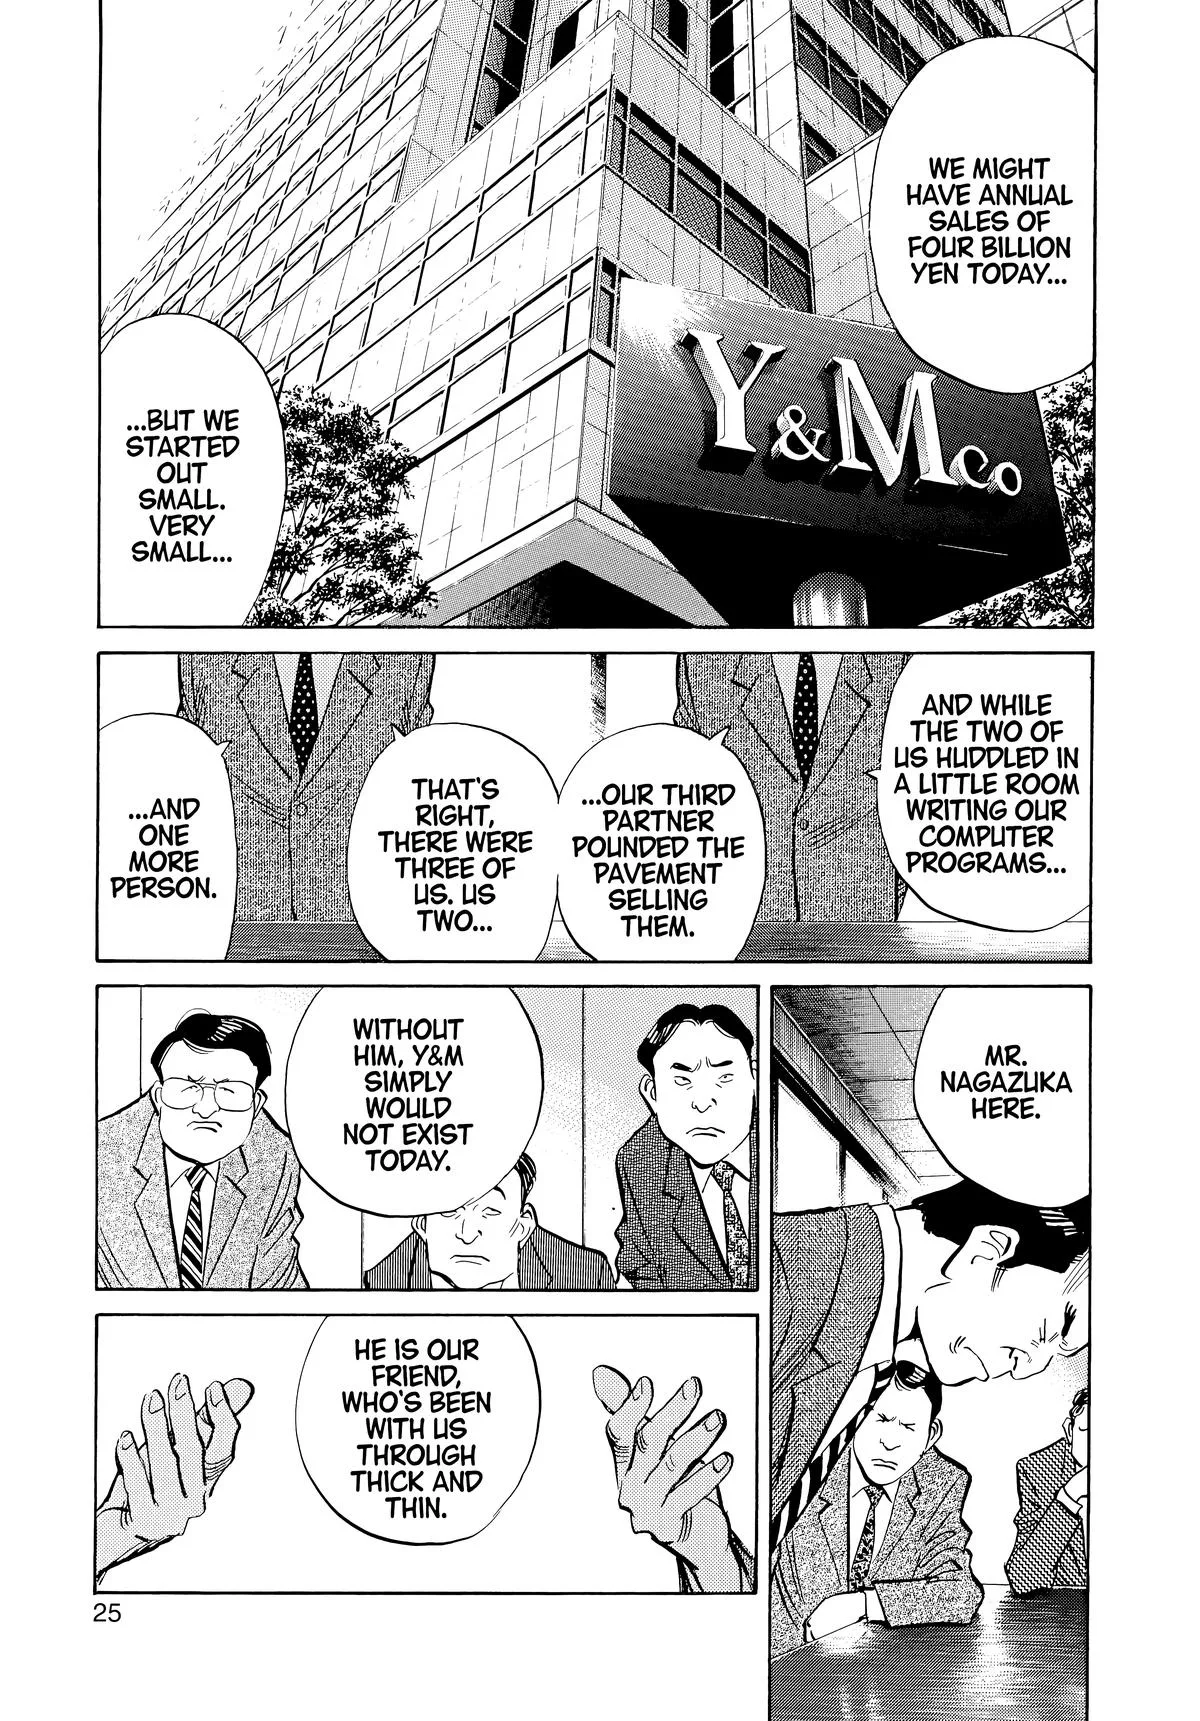 WE MIGHT
HAVE ANNUAL
SALES OF
FOUR BILLION
YEN TODAY...
Y&MCO
...BUT WE
STARTED
OUT
SMALL.
VERY
SMALL...
AND WHILE
THE TWO OF
US HUDDLED IN
A LITTLE ROOM
WRITING OUR
COMPUTER
PROGRAMS...
...OUR THIRD
PARTNER
POUNDED THE
PAVEMENT
SELLING
THEM.
THAT'S
RIGHT,
THERE WERE
THREE OF
US. US
TWO...
...AND
ONE
MORE
PERSON.
MR.
NAGAZUKA
HERE.
WITHOUT
HIM, Y&M
SIMPLY
WOULD
NOT EXIST
TODAY.
HE IS OUR
FRIEND,
WHO'S BEEN
WITH US
THROUGH
THICK AND
THIN.
25